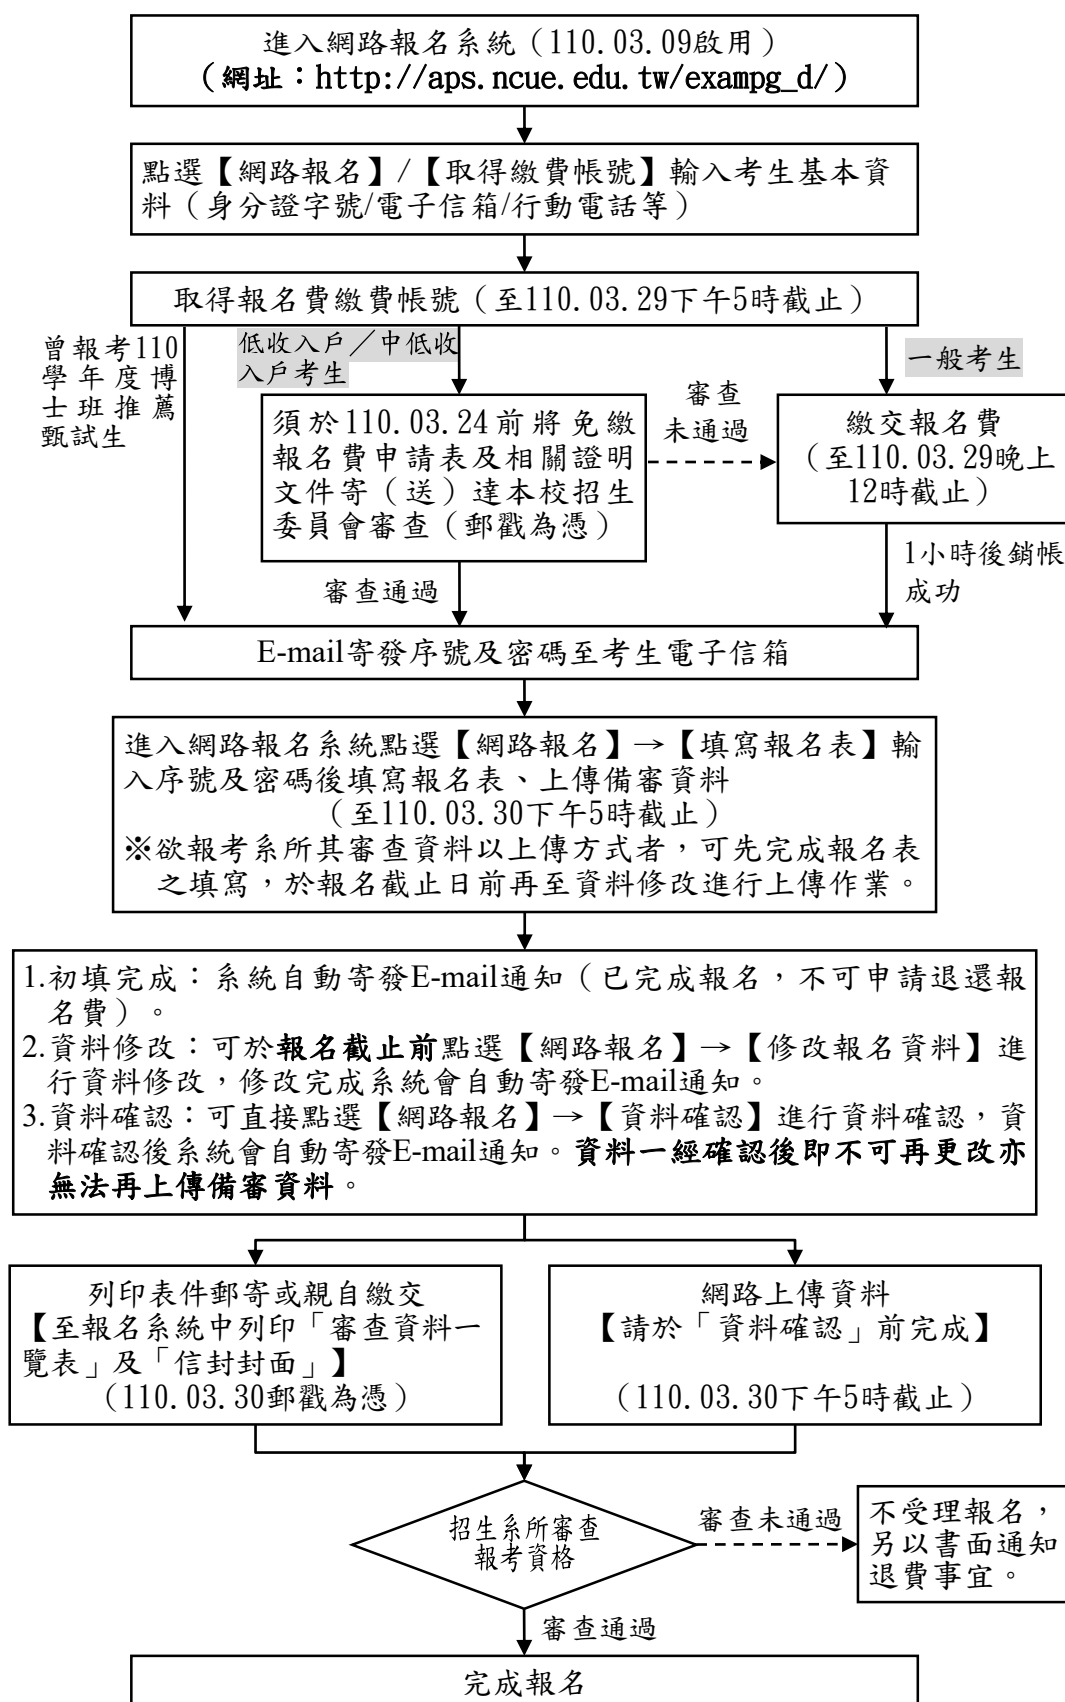 進入網路報名系統（110.03.09啟用）
（網址：http://aps.ncue.edu.tw/exampg_d/）
點選【網路報名】/【取得繳費帳號】輸入考生基本資
料（身分證字號/電子信箱/行動電話等）
取得報名費繳費帳號（至110.03.29下午5時截止）
曾報考110
學年度博
士班推薦
甄試生
低收入戶／中低收
入戶考生
一般考生
須於110.03.24前將免繳
報名費申請表及相關證明
文件寄（送）達本校招生
委員會審查（郵戳為憑）
審查
未通過
繳交報名費
（至110.03.29晚上
12時截止）
審查通過
1小時後銷帳
成功
E-mail寄發序號及密碼至考生電子信箱
進入網路報名系統點選【網路報名】→【填寫報名表】輸
入序號及密碼後填寫報名表、上傳備審資料
（至110.03.30下午5時截止）
※欲報考系所其審查資料以上傳方式者，可先完成報名表
之填寫，於報名截止日前再至資料修改進行上傳作業。
1.初填完成：系統自動寄發E-mail通知（已完成報名，不可申請退還報
名費）。
2.資料修改：可於報名截止前點選【網路報名】→【修改報名資料】進
行資料修改，修改完成系統會自動寄發E-mail通知。
3.資料確認：可直接點選【網路報名】→【資料確認】進行資料確認，資
料確認後系統會自動寄發E-mail通知。資料一經確認後即不可再更改亦
無法再上傳備審資料。
列印表件郵寄或親自繳交
【至報名系統中列印「審查資料一
覽表」及「信封封面」】
（110.03.30郵戳為憑）
網路上傳資料
【請於「資料確認」前完成】
（110.03.30下午5時截止）
招生系所審查
報考資格
審查未通過
不受理報名，
另以書面通知
退費事宜。
審查通過
完成報名